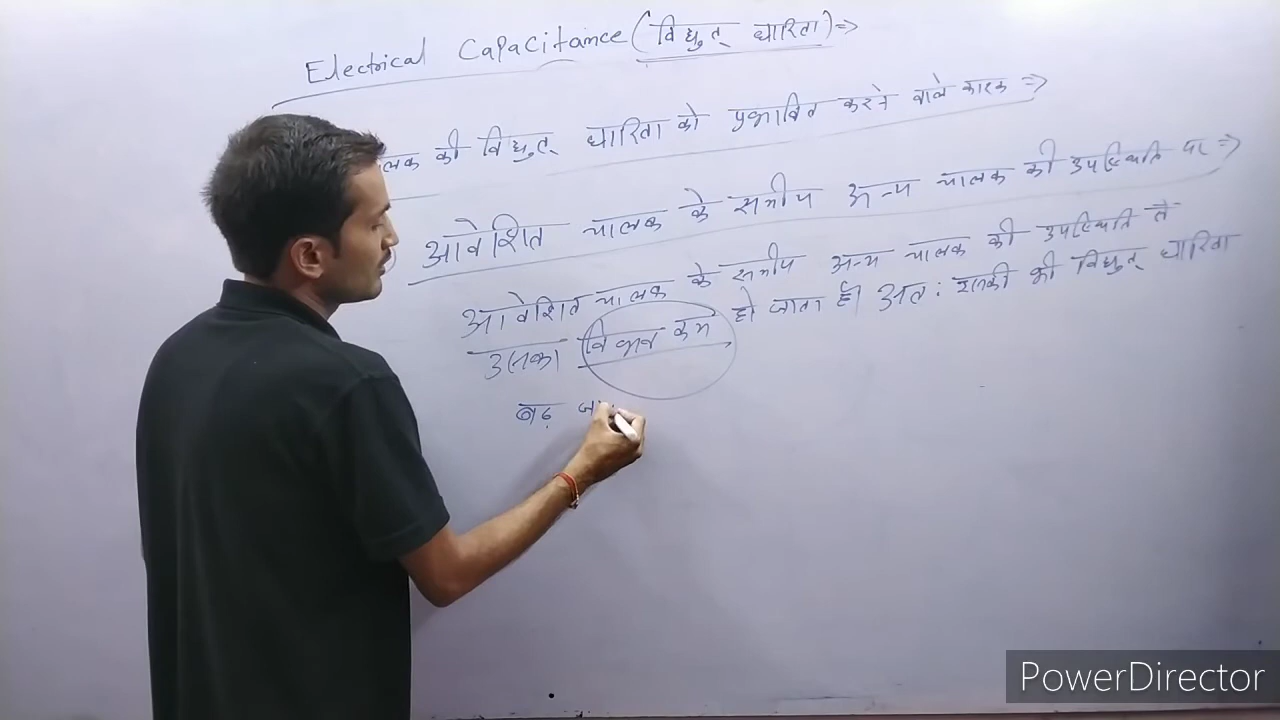 Electrical Capacitance (विद्युत् धारिता) ⇒
लक की विद्युत् धारिता को प्रभावित करने वाले कारक ⇒
आवेशित चालक के समीप अन्य चालक की उपस्थिति पर ⇒
आवेशित चालक के समीप अन्य चालक की उपस्थिति से
उसका विभव कम हो जाता है। अत: इसकी की विद्युत् धारिता
बढ़
PowerDirector